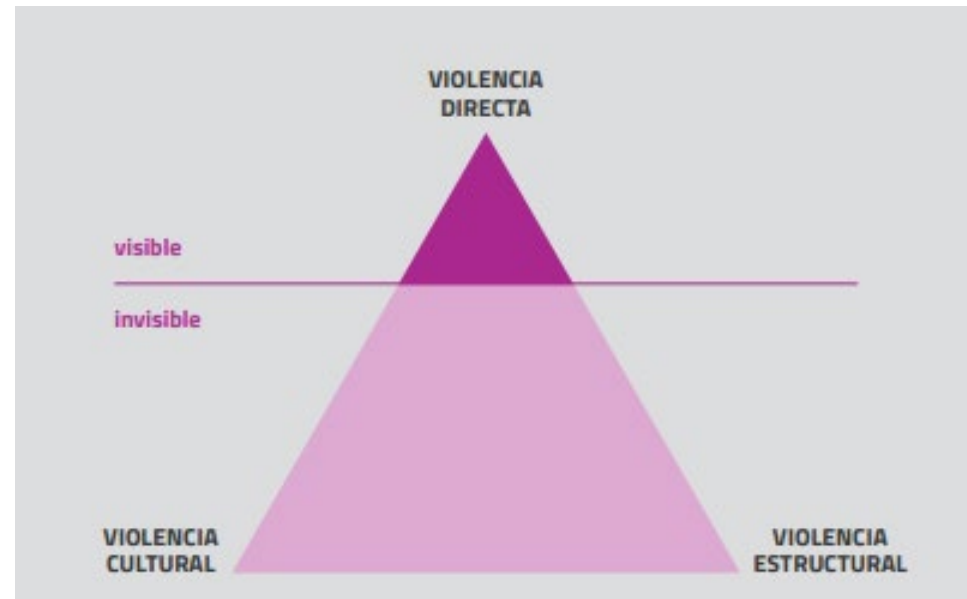 VIOLENCIA
DIRECTA
visible
invisible
VIOLENCIA
CULTURAL
VIOLENCIA
ESTRUCTURAL